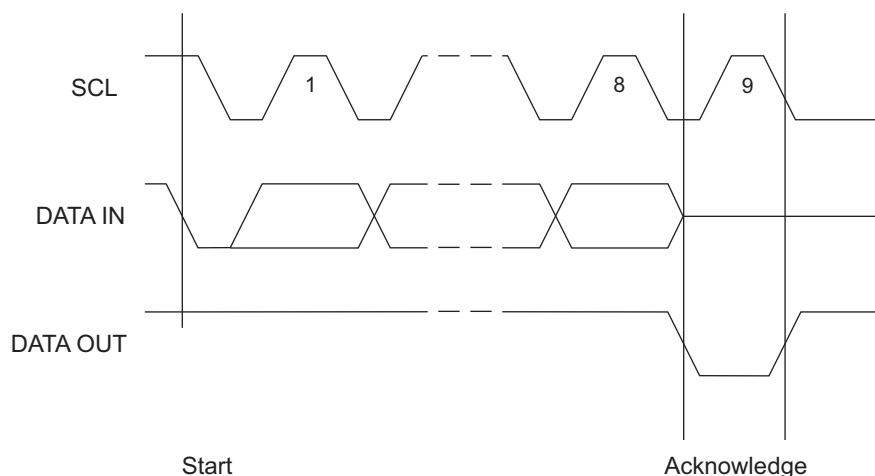 SCL
1
8
9
DATA IN
DATA OUT
Start
Acknowledge